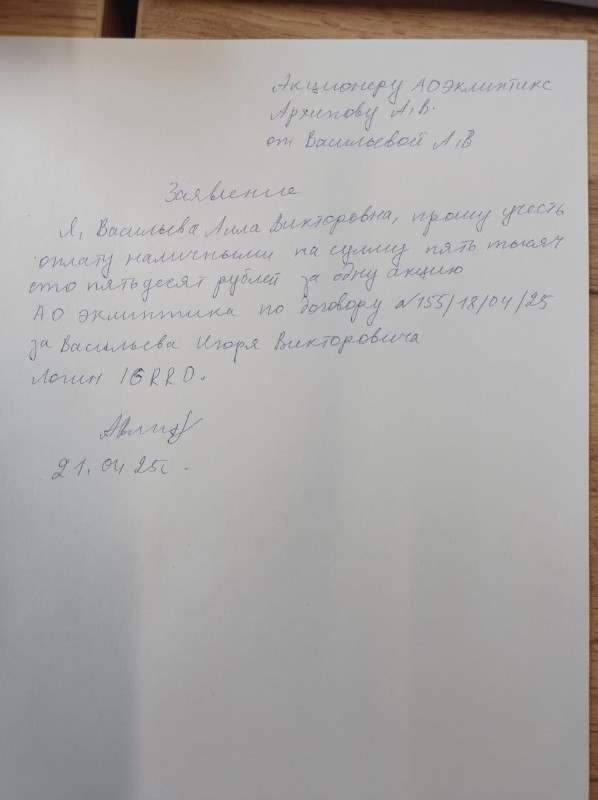 Акционеру АО Эклиптикс
Архипову А.В.
от Васильевой А.В
Заявление
Я, Васильева Алла Викторовна, прошу учесть
оплату наличными на сумму пять тысяч
сто пятьдесят рублей за одну акцию
АО Эклиптика по договору №155/18/04/25
за Васильева Игоря Викторовича
Логин IGRRO.
21.04 25г.